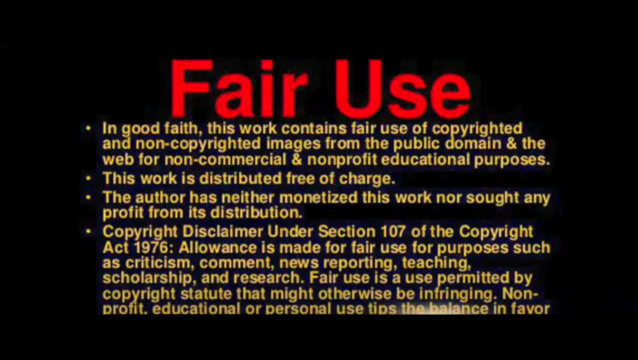 Fair Use
• In good faith, this work contains fair use of copyrighted
and non-copyrighted images from the public domain & the
web for non-commercial & nonprofit educational purposes.
• This work is distributed free of charge.
• The author has neither monetized this work nor sought any
profit from its distribution.
• Copyright Disclaimer Under Section 107 of the Copyright
Act 1976: Allowance is made for fair use for purposes such
as criticism, comment, news reporting, teaching,
scholarship, and research. Fair use is a use permitted by
copyright statute that might otherwise be infringing. Non-
profit, educational or personal use tips the balance in favor